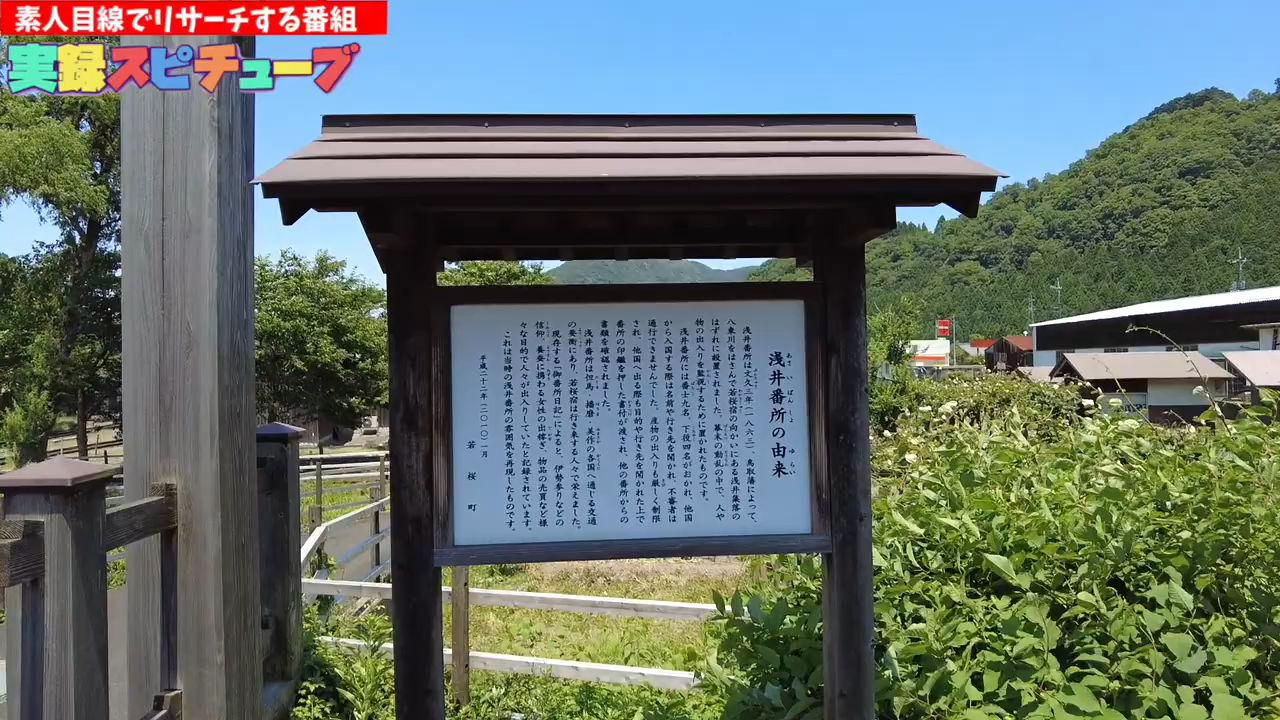 素人目線でリサーチする番組
実録スピチューブ
浅井番所の由来
あさい ばんしょ ゆらい
浅井番所は文久三年(一八六三)、鳥取藩によって、
八東川をはさんで若桜宿の向かいにある浅井集落の
はずれに設置されました。幕末の動乱の中で、人や
物の出入りを監視するために置かれたものです。
浅井番所には番士九名、下役四名がおかれ、他国
から入国する際は名前や行き先を聞かれ、不審者は
通行できませんでした。産物の出入りも厳しく制限
され、他国へ出る際も目的や行き先を聞かれた上で
番所の印鑑を押した書付が渡され、他の番所からの
書類を確認されました。
浅井番所は但馬、播磨、美作の各国へ通じる交通
の要衝にあり、若桜宿は行き来する人々で栄えました。
現存する「御番所日記」によると、伊勢参りなどの
信仰、養蚕に携わる女性の出稼ぎ、物品の売買など様
々な目的で人々が出入りしていたと記録されています。
これは当時の浅井番所の雰囲気を再現したものです。
平成二十二年(二〇一〇)一月
若桜町